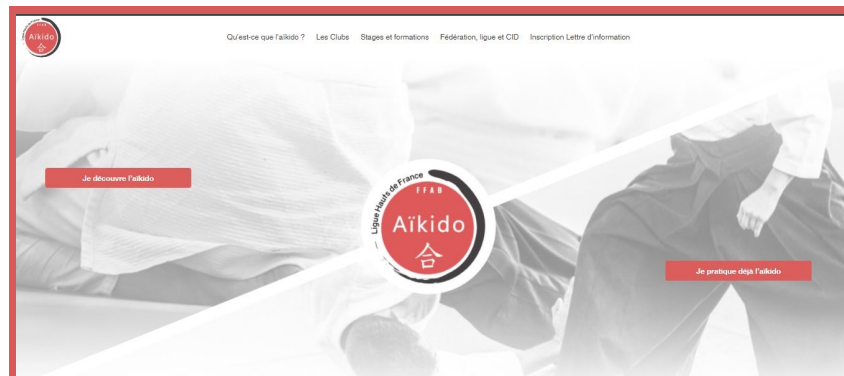 FFAB
Aïkido
合
Qu'est-ce que l'aïkido ? Les Clubs Stages et formations Fédération, ligue et CID Inscription Lettre d'information
Je découvre l'aïkido
Ligue Hauts de France
FFAB
Aïkido
合
Je pratique déjà l'aïkido